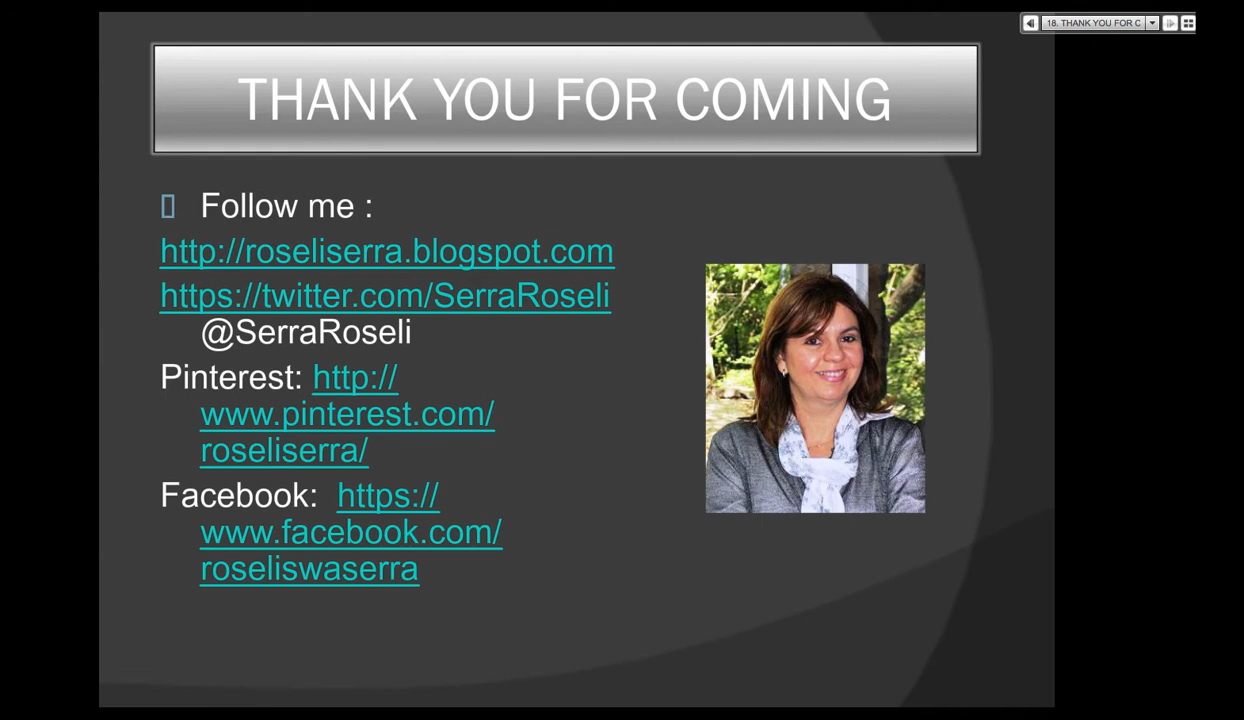 18. THANK YOU FOR C
THANK YOU FOR COMING
Follow me :
http://roseliserra.blogspot.com
https://twitter.com/SerraRoseli
@SerraRoseli
Pinterest: http://
www.pinterest.com/
roseliserra/
Facebook: https://
www.facebook.com/
roseliswaserra